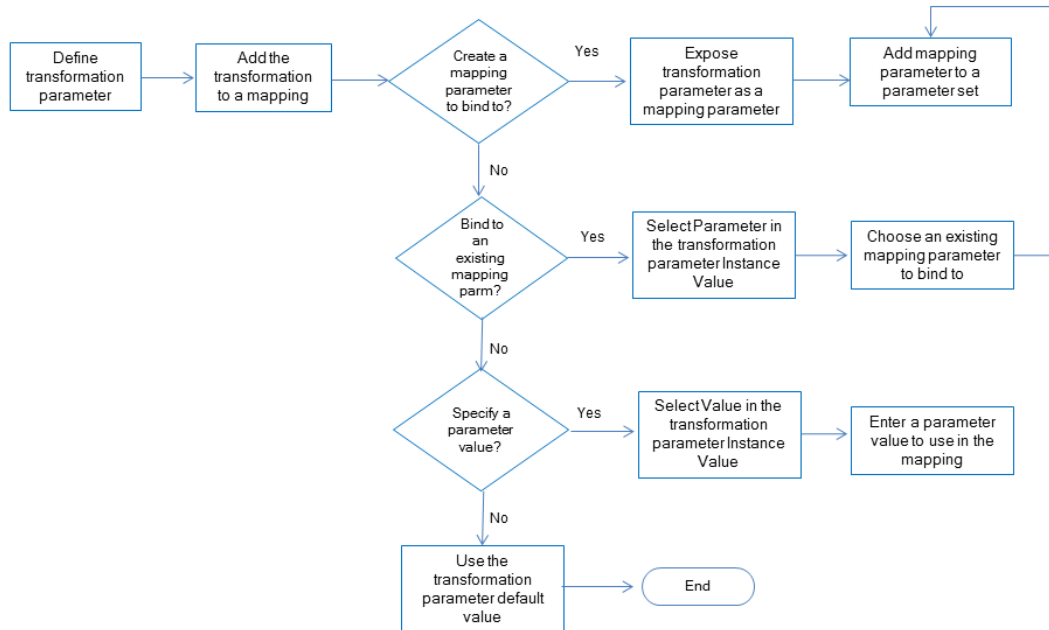 Define
transformation
parameter
Add the
transformation
to a mapping
Create a
mapping
parameter
to bind to?
Yes
Expose
transformation
parameter as a
mapping parameter
Add mapping
parameter to a
parameter set
No
Bind to
an
existing
mapping
parm?
Yes
Select Parameter in
the transformation
parameter Instance
Value
Choose an existing
mapping parameter
to bind to
No
Specify a
parameter
value?
Yes
Select Value in the
transformation
parameter Instance
Value
Enter a parameter
value to use in the
mapping
No
Use the
transformation
parameter default
value
End